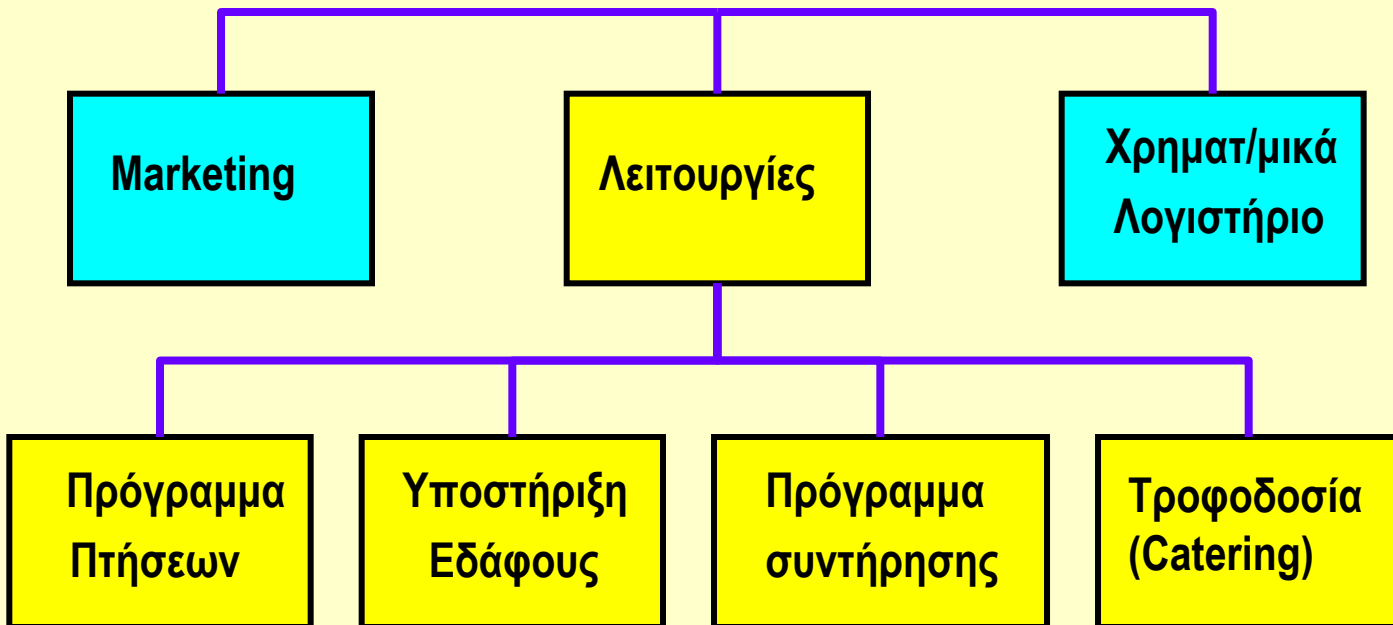 Marketing
Λειτουργίες
Χρηματ/μικά
Λογιστήριο
Πρόγραμμα
Πτήσεων
Υποστήριξη
Εδάφους
Πρόγραμμα
συντήρησης
Τροφοδοσία
(Catering)